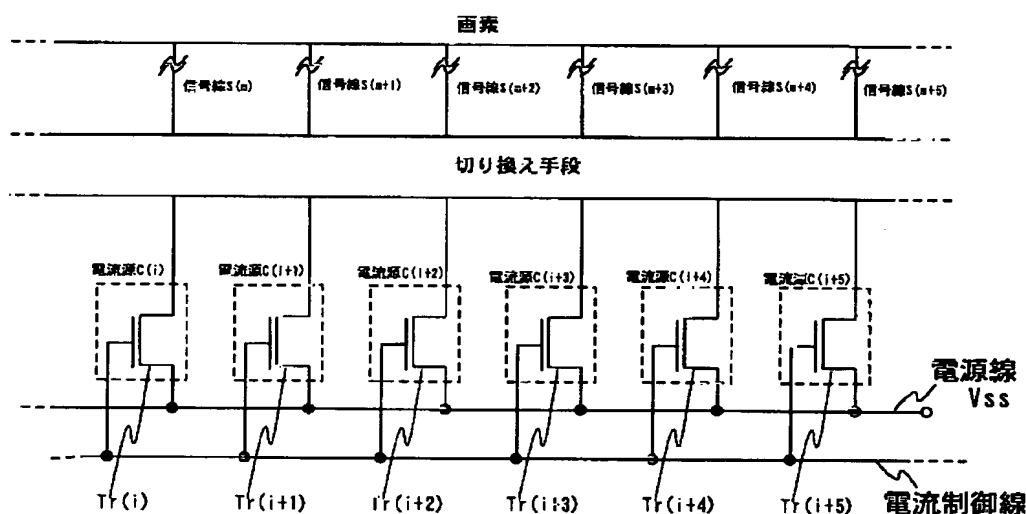 画素
信号線S(m)
信号線S(m+1)
信号線S(m+2)
信号線S(m+3)
信号線S(m+4)
信号線S(m+5)
切り換え手段
電流源C(i)
電流源C(i+1)
電流源C(i+2)
電流源C(i+3)
電流源C(i+4)
電流源C(i+5)
電源線
Vss
Tr(i)
Tr(i+1)
Tr(i+2)
Tr(i+3)
Tr(i+4)
Tr(i+5)
電流制御線